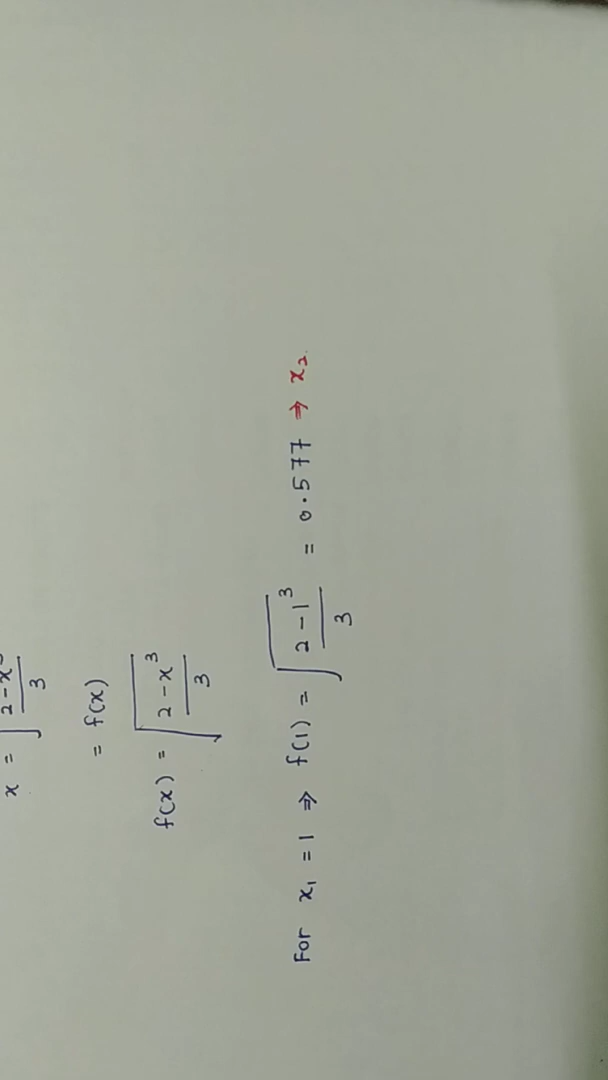 x = √((2-x³)/3)
= f(x)
f(x) = √((2-x³)/3)
For x₁ = 1 ⇒ f(1) = √((2-1³)/3) = 0.577 ⇒ x₂